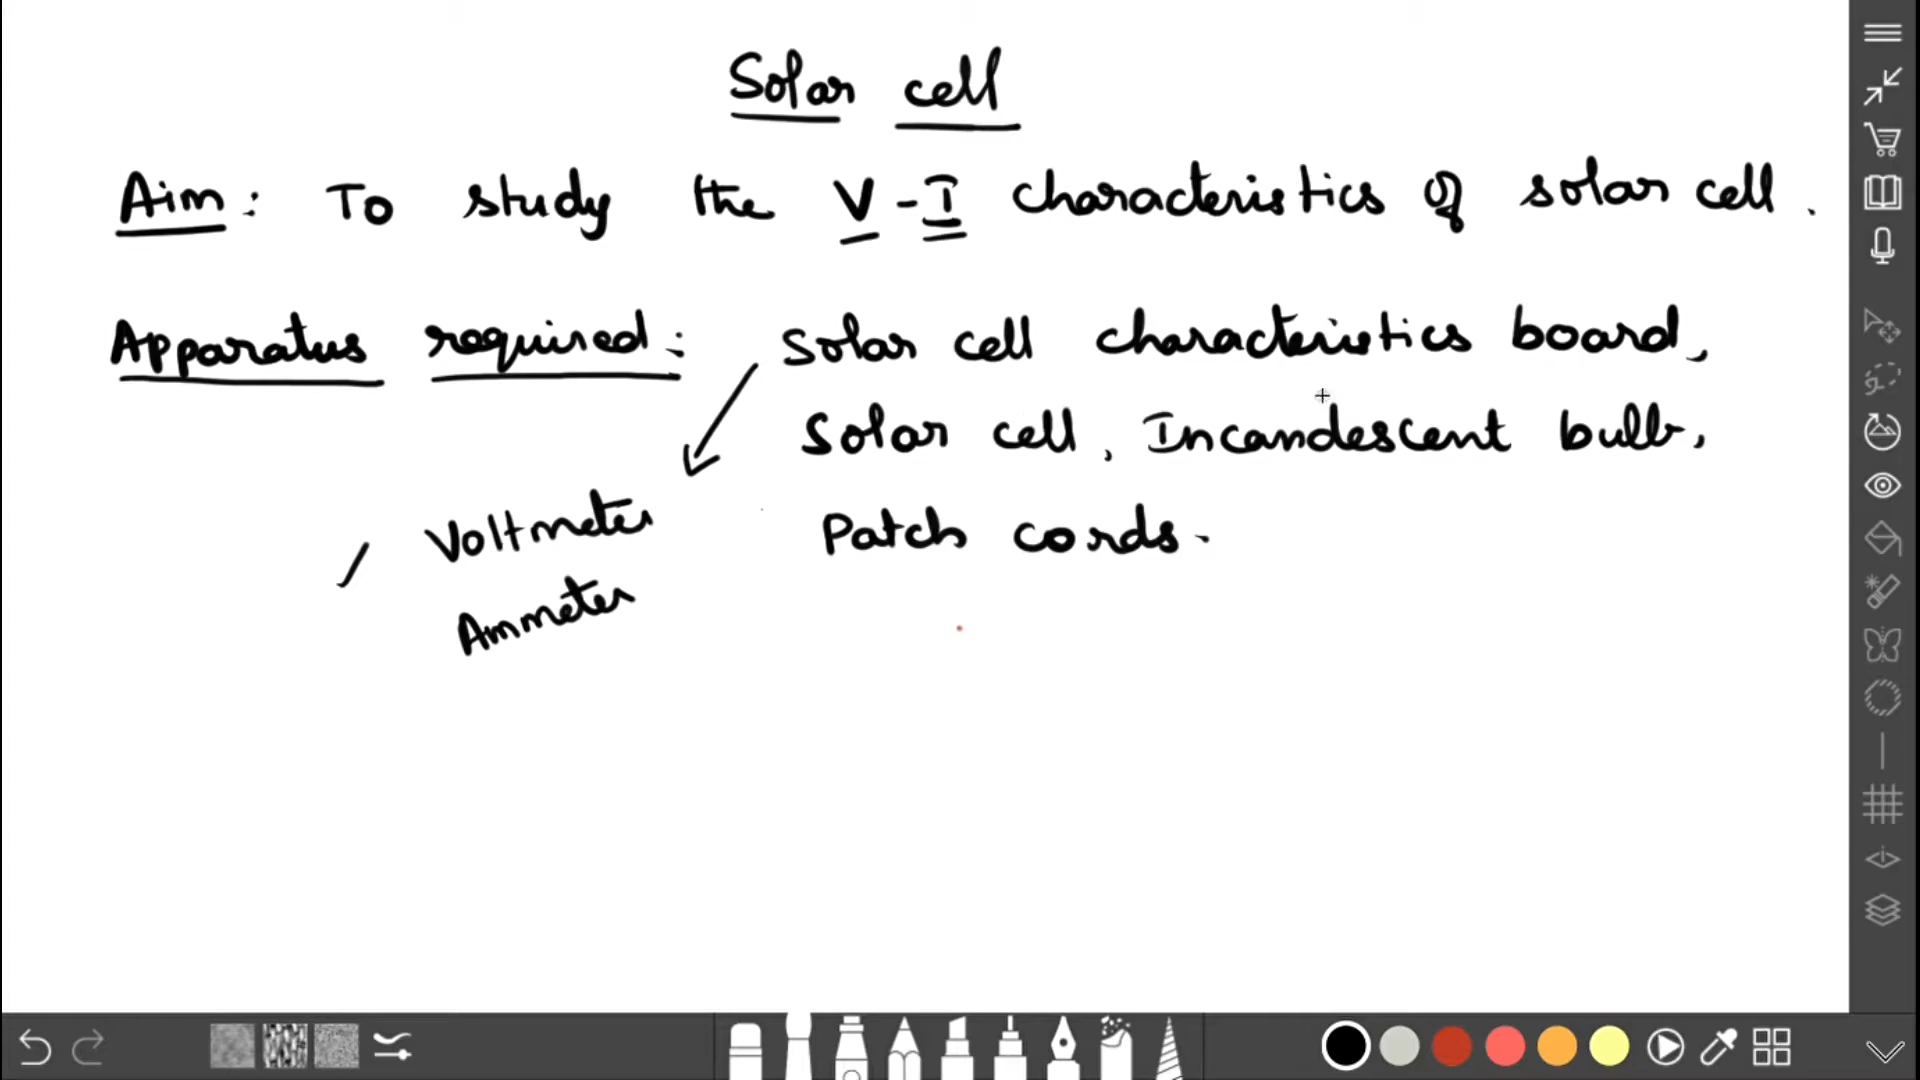 Solar cell
Aim: To study the V-I characteristics of solar cell.
Apparatus required: Solar cell characteristics board,
Solar cell, Incandescent bulb,
Patch cords.
Voltmeter
Ammeter